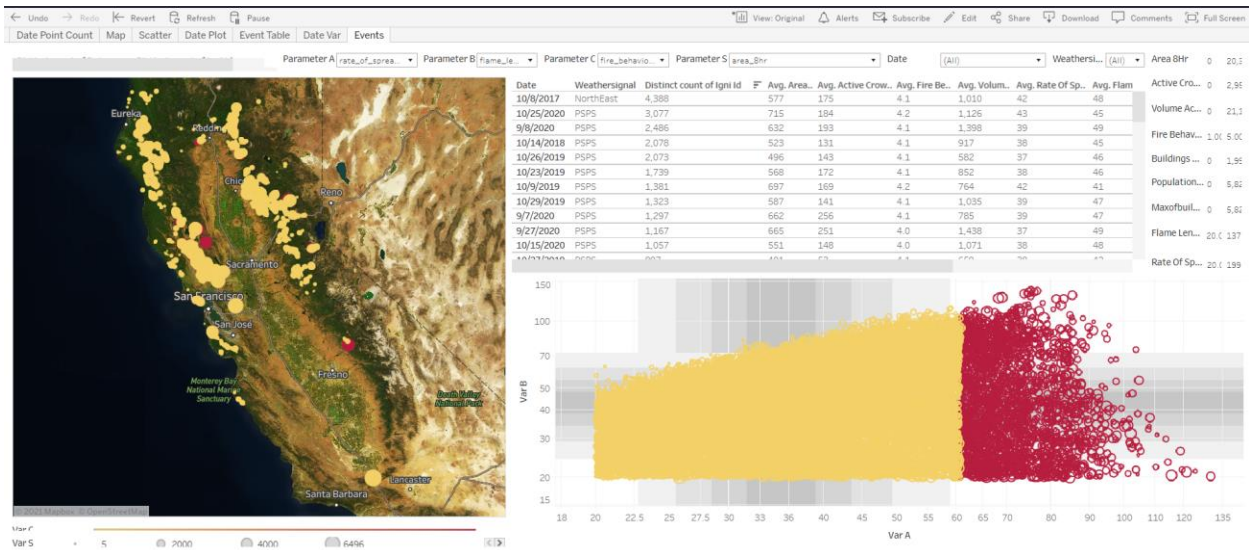 Undo Redo Revert Refresh Pause View: Original Alerts Subscribe Edit Share Download Comments Full Screen
Date Point Count Map Scatter Date Plot Event Table Date Var Events
Parameter A rate_of_sprea... Parameter B flame_le... Parameter C fire_behavio... Parameter S area_8hr Date (All) Weathersi... (All) Area 8Hr 0
Date Weathersignal Distinct count of Igni Id Avg. Area.. Avg. Active Crow.. Avg. Fire Be.. Avg. Volum.. Avg. Rate Of Sp.. Avg. Flam
10/8/2017 NorthEast 4,388 577 175 4.1 1,010 42 48
10/25/2020 PSPS 3,077 715 184 4.2 1,126 43 45
9/8/2020 PSPS 2,486 632 193 4.1 1,398 39 49
10/14/2018 PSPS 2,078 523 131 4.1 917 38 45
10/26/2019 PSPS 2,073 496 143 4.1 582 37 46
10/23/2019 PSPS 1,739 568 172 4.1 852 38 46
10/9/2019 PSPS 1,381 697 169 4.2 764 42 41
10/29/2019 PSPS 1,323 587 141 4.1 1,035 39 47
9/7/2020 PSPS 1,297 662 256 4.1 785 39 47
9/27/2020 PSPS 1,167 665 251 4.0 1,438 37 49
10/15/2020 PSPS 1,057 551 148 4.0 1,071 38 48
Active Cro... 0
Volume Ac... 0
Fire Behav...
Buildings ... 0
Population... 0
Maxofbuil... 0
Flame Len... 137
Rate Of Sp... 199
Eureka
Redding
Chic
Reno
Sacramento
San Francisco
San José
Fresno
Monterey Bay
National Marine
Sanctuary
Death Valley
National Park
Lancaster
Santa Barbara
© 2021 Mapbox © OpenStreetMap
Var C
Var S 5 2000 4000 6496
Var B
150
100
70
50
40
30
20
15
18 20 22.5 25 27.5 30 33 36 40 45 50 55 60 65 70 80 90 100 110 120 135
Var A